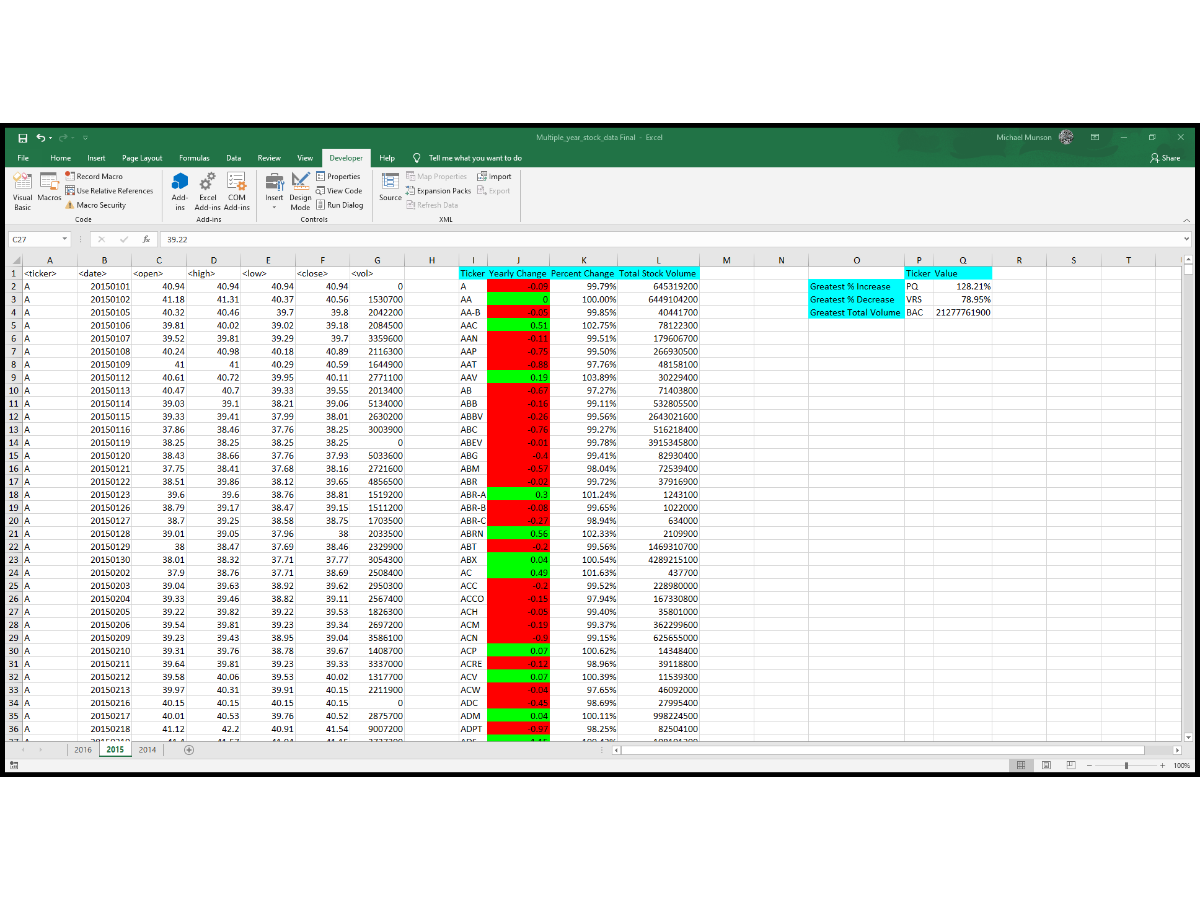 Multiple_year_stock_data Final - Excel
Michael Munson
File Home Insert Page Layout Formulas Data Review View Developer Help Tell me what you want to do Share
Visual Basic Macros Record Macro Use Relative References Macro Security Add-ins Excel Add-ins COM Add-ins Insert Design Mode Properties View Code Run Dialog Source Map Properties Expansion Packs Refresh Data Import Export
Code Add-ins Controls XML
C27 fx 39.22
A B C D E F G H I J K L M N O P Q R S T
1 <ticker> <date> <open> <high> <low> <close> <vol> Ticker Yearly Change Percent Change Total Stock Volume Ticker Value
2 A 20150101 40.94 40.94 40.94 40.94 0 A -0.09 99.79% 645319200 Greatest % Increase PQ 128.21%
3 A 20150102 41.18 41.31 40.37 40.56 1530700 AA 0 100.00% 6449104200 Greatest % Decrease VRS 78.95%
4 A 20150105 40.32 40.46 39.7 39.8 2042200 AA-B -0.05 99.85% 40441700 Greatest Total Volume BAC 21277761900
5 A 20150106 39.81 40.02 39.02 39.18 2084500 AAC 0.51 102.75% 78122300
6 A 20150107 39.52 39.81 39.29 39.7 3359600 AAN -0.11 99.51% 179606700
7 A 20150108 40.24 40.98 40.18 40.89 2116300 AAP -0.75 99.50% 266930500
8 A 20150109 41 41 40.29 40.59 1644900 AAT -0.88 97.76% 48158100
9 A 20150112 40.61 40.72 39.95 40.11 2771100 AAV 0.19 103.89% 30229400
10 A 20150113 40.47 40.7 39.33 39.55 2013400 AB -0.67 97.27% 71403800
11 A 20150114 39.03 39.1 38.21 39.06 5134000 ABB -0.16 99.11% 532805500
12 A 20150115 39.33 39.41 37.99 38.01 2630200 ABBV -0.26 99.56% 2643021600
13 A 20150116 37.86 38.46 37.76 38.25 3003900 ABC -0.76 99.27% 516218400
14 A 20150119 38.25 38.25 38.25 38.25 0 ABEV -0.01 99.78% 3915345800
15 A 20150120 38.43 38.66 37.76 37.93 5033600 ABG -0.4 99.41% 82930400
16 A 20150121 37.75 38.41 37.68 38.16 2721600 ABM -0.57 98.04% 72539400
17 A 20150122 38.51 39.86 38.12 39.65 4856500 ABR -0.02 99.72% 37916900
18 A 20150123 39.6 39.6 38.76 38.81 1519200 ABR-A 0.3 101.24% 1243100
19 A 20150126 38.79 39.17 38.47 39.15 1511200 ABR-B -0.08 99.65% 1022000
20 A 20150127 38.7 39.25 38.58 38.75 1703500 ABR-C -0.27 98.94% 634000
21 A 20150128 39.01 39.05 37.96 38 2033500 ABRN 0.56 102.33% 2109900
22 A 20150129 38 38.47 37.69 38.46 2329900 ABT -0.2 99.56% 1469310700
23 A 20150130 38.01 38.32 37.71 37.77 3054300 ABX 0.04 100.54% 4289215100
24 A 20150202 37.9 38.76 37.71 38.69 2508400 AC 0.49 101.63% 437700
25 A 20150203 39.04 39.63 38.92 39.62 2950300 ACC -0.2 99.52% 228980000
26 A 20150204 39.33 39.46 38.82 39.11 2567400 ACCO -0.19 97.94% 167330800
27 A 20150205 39.22 39.82 39.22 39.53 1826300 ACH -0.05 99.40% 35801000
28 A 20150206 39.54 39.81 39.23 39.34 2697200 ACM -0.19 99.37% 362299600
29 A 20150209 39.23 39.43 38.95 39.04 3586100 ACN -0.9 99.15% 625655000
30 A 20150210 39.31 39.76 38.78 39.67 1408700 ACP 0.07 100.62% 14348400
31 A 20150211 39.64 39.81 39.23 39.33 3337000 ACRE -0.12 98.96% 39118800
32 A 20150212 39.58 40.06 39.53 40.02 1317700 ACV 0.07 100.39% 11539300
33 A 20150213 39.97 40.31 39.91 40.15 2211900 ACW -0.04 97.65% 46092000
34 A 20150216 40.15 40.15 40.15 40.15 0 ADC -0.45 98.69% 27995400
35 A 20150217 40.01 40.53 39.76 40.52 2875700 ADM 0.04 100.11% 998224500
36 A 20150218 41.12 42.2 40.91 41.54 9007200 ADPT -0.97 98.25% 82504100
2016 2015 2014
100%